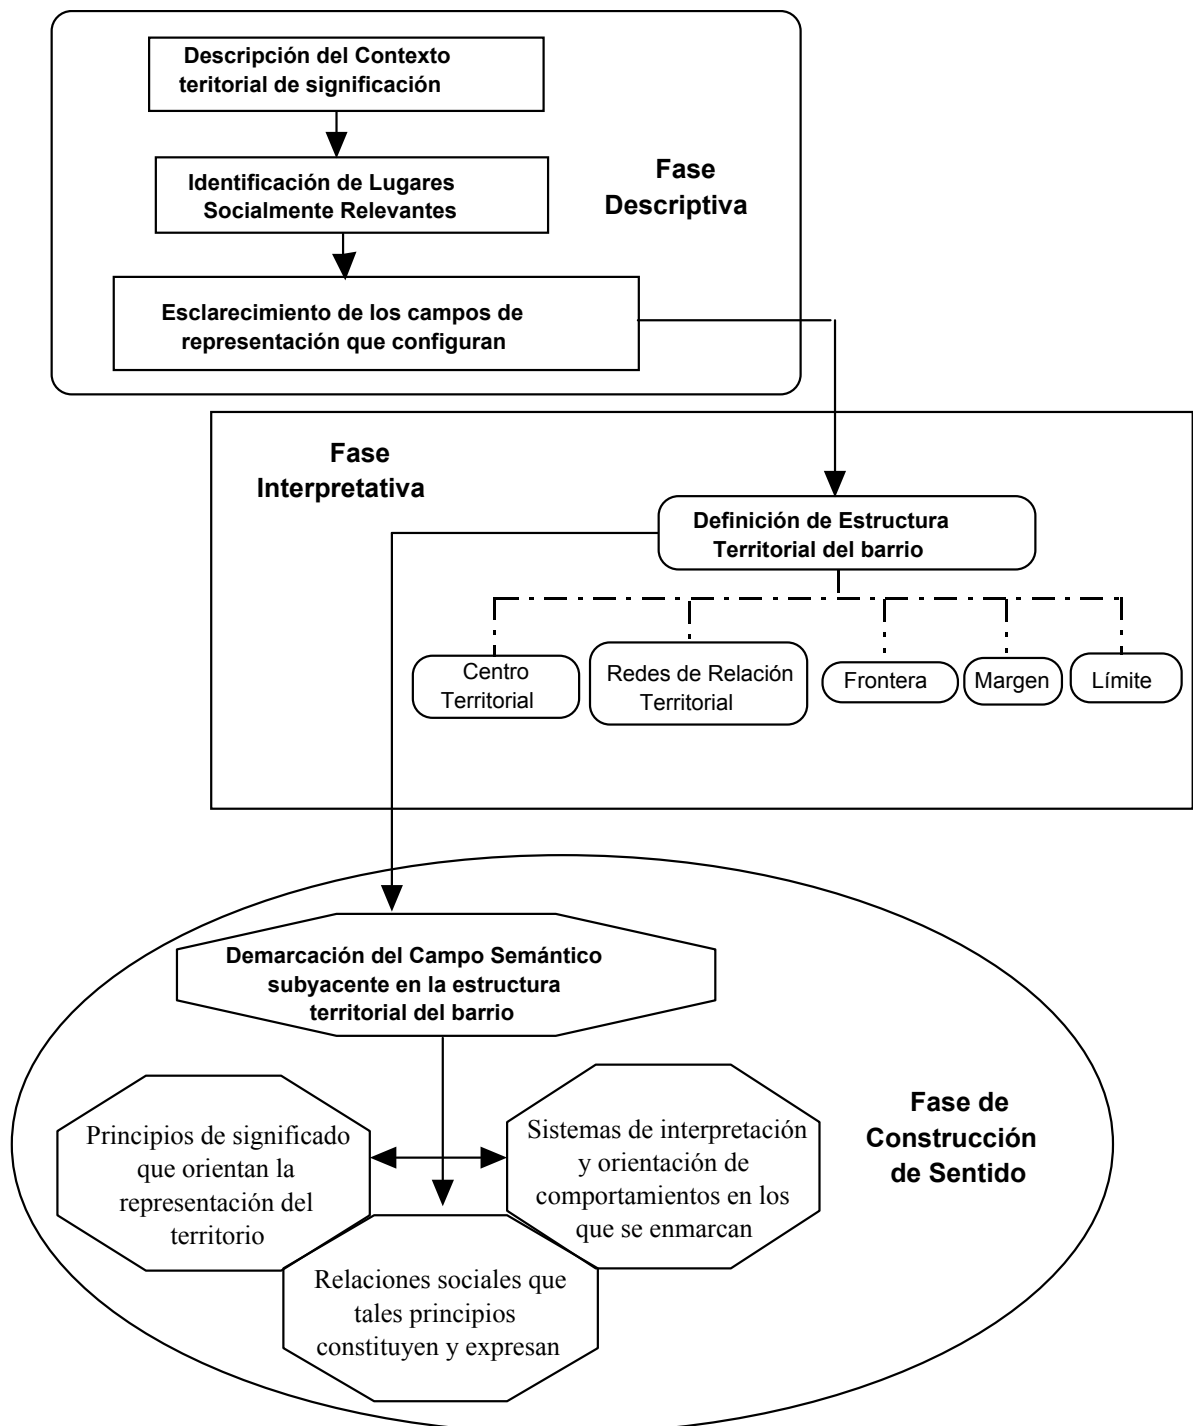 Descripción del Contexto
teritorial de significación
Identificación de Lugares
Socialmente Relevantes
Fase
Descriptiva
Esclarecimiento de los campos de
representación que configuran
Fase
Interpretativa
Definición de Estructura
Territorial del barrio
Centro
Territorial
Redes de Relación
Territorial
Frontera
Margen
Límite
Demarcación del Campo Semántico
subyacente en la estructura
territorial del barrio
Principios de significado
que orientan la
representación del
territorio
Sistemas de interpretación
y orientación de
comportamientos en los
que se enmarcan
Fase de
Construcción
de Sentido
Relaciones sociales que
tales principios
constituyen y expresan